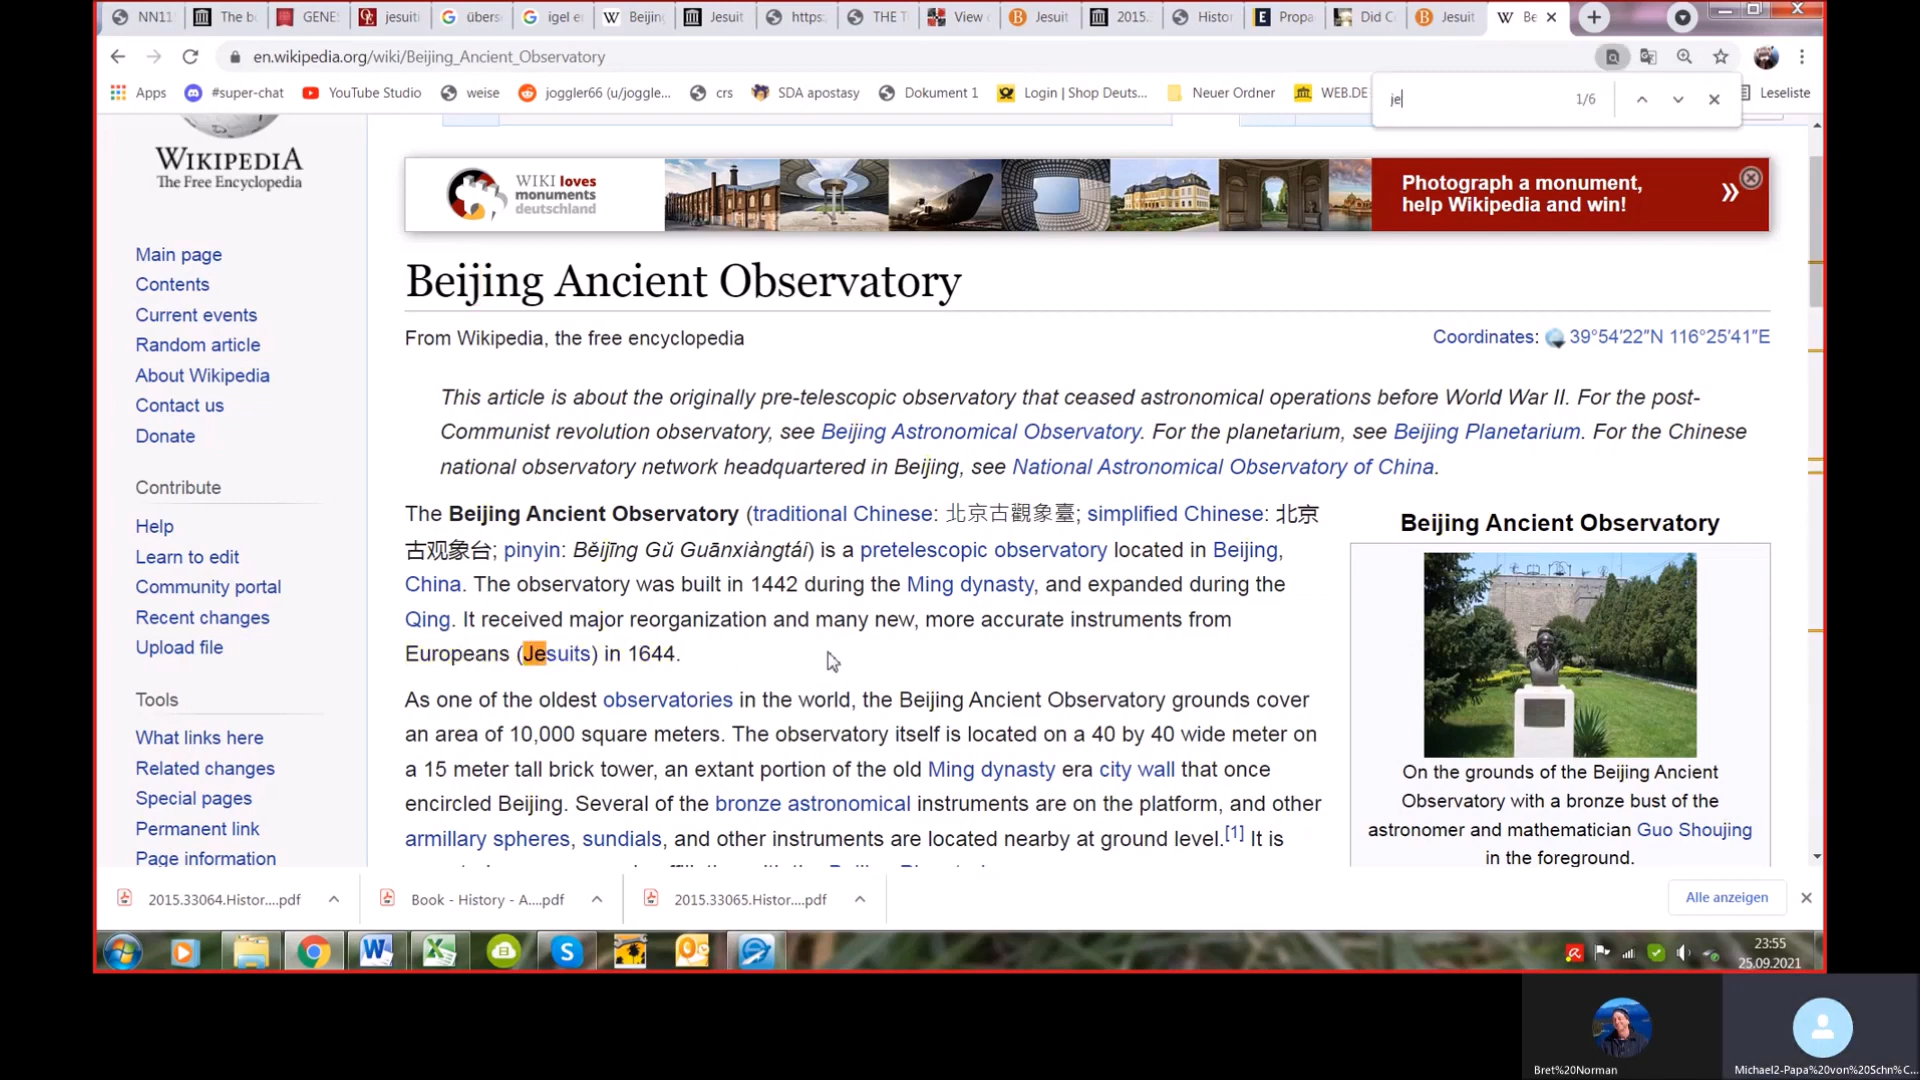 NN11
The b
GENE
jesuiti
übers
igel e
Beijin
Jesuit
https:
THE T
View
Jesuit
2015.
Histor
Propa
Did C
Jesuit
Be
en.wikipedia.org/wiki/Beijing_Ancient_Observatory
Apps #super-chat YouTube Studio weise joggler66 (u/joggle... crs SDA apostasy Dokument 1 Login | Shop Deuts... Neuer Ordner WEB.DE Leseliste
je 1/6
WIKIPEDIA
The Free Encyclopedia
Main page
Contents
Current events
Random article
About Wikipedia
Contact us
Donate
Contribute
Help
Learn to edit
Community portal
Recent changes
Upload file
Tools
What links here
Related changes
Special pages
Permanent link
Page information
WIKI loves
monuments
deutschland
Photograph a monument,
help Wikipedia and win!
Beijing Ancient Observatory
From Wikipedia, the free encyclopedia
Coordinates: 39°54′22″N 116°25′41″E
This article is about the originally pre-telescopic observatory that ceased astronomical operations before World War II. For the post-
Communist revolution observatory, see Beijing Astronomical Observatory. For the planetarium, see Beijing Planetarium. For the Chinese
national observatory network headquartered in Beijing, see National Astronomical Observatory of China.
The Beijing Ancient Observatory (traditional Chinese: 北京古觀象臺; simplified Chinese: 北京
古观象台; pinyin: Běijīng Gǔ Guānxiàngtái) is a pretelescopic observatory located in Beijing,
China. The observatory was built in 1442 during the Ming dynasty, and expanded during the
Qing. It received major reorganization and many new, more accurate instruments from
Europeans (Jesuits) in 1644.
As one of the oldest observatories in the world, the Beijing Ancient Observatory grounds cover
an area of 10,000 square meters. The observatory itself is located on a 40 by 40 wide meter on
a 15 meter tall brick tower, an extant portion of the old Ming dynasty era city wall that once
encircled Beijing. Several of the bronze astronomical instruments are on the platform, and other
armillary spheres, sundials, and other instruments are located nearby at ground level.[1] It is
Beijing Ancient Observatory
On the grounds of the Beijing Ancient
Observatory with a bronze bust of the
astronomer and mathematician Guo Shoujing
in the foreground.
2015.33064.Histor....pdf
Book - History - A....pdf
2015.33065.Histor....pdf
Alle anzeigen
23:55
25.09.2021
Bret%20Norman
Michael2-Papa%20von%20Schn%C...